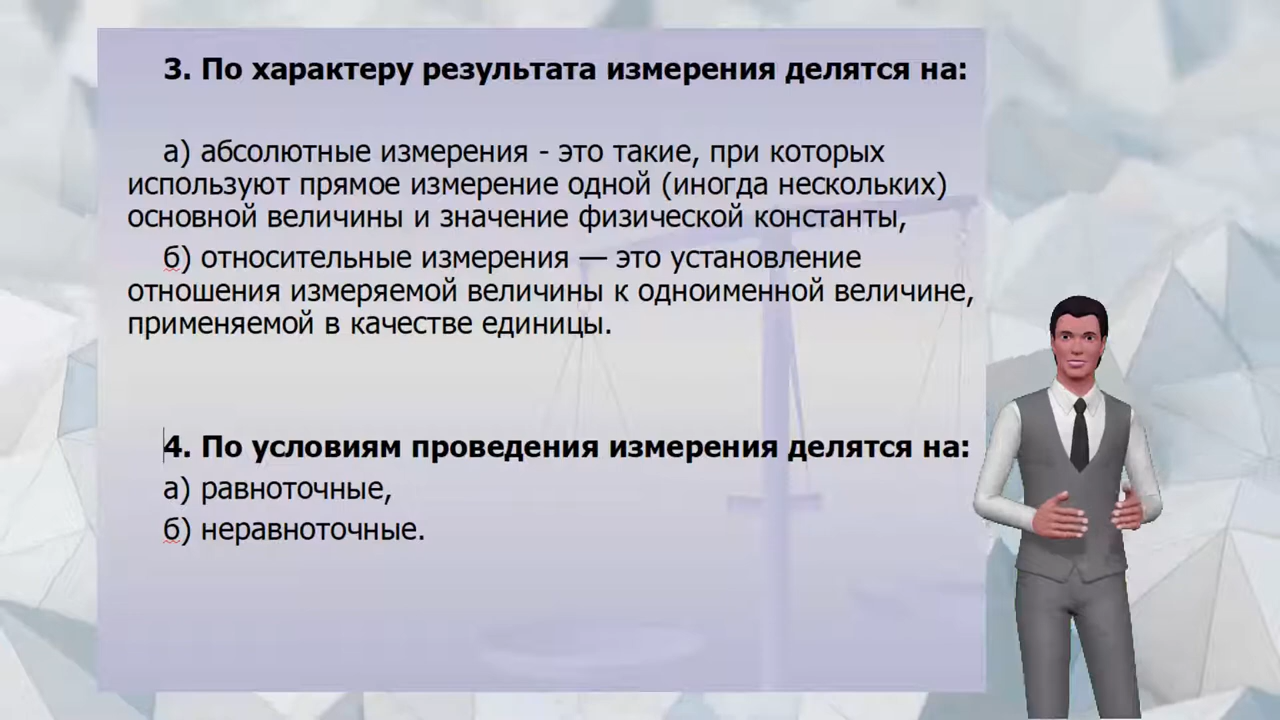 3. По характеру результата измерения делятся на:
а) абсолютные измерения - это такие, при которых
используют прямое измерение одной (иногда нескольких)
основной величины и значение физической константы,
б) относительные измерения — это установление
отношения измеряемой величины к одноименной величине,
применяемой в качестве единицы.
4. По условиям проведения измерения делятся на:
а) равноточные,
б) неравноточные.